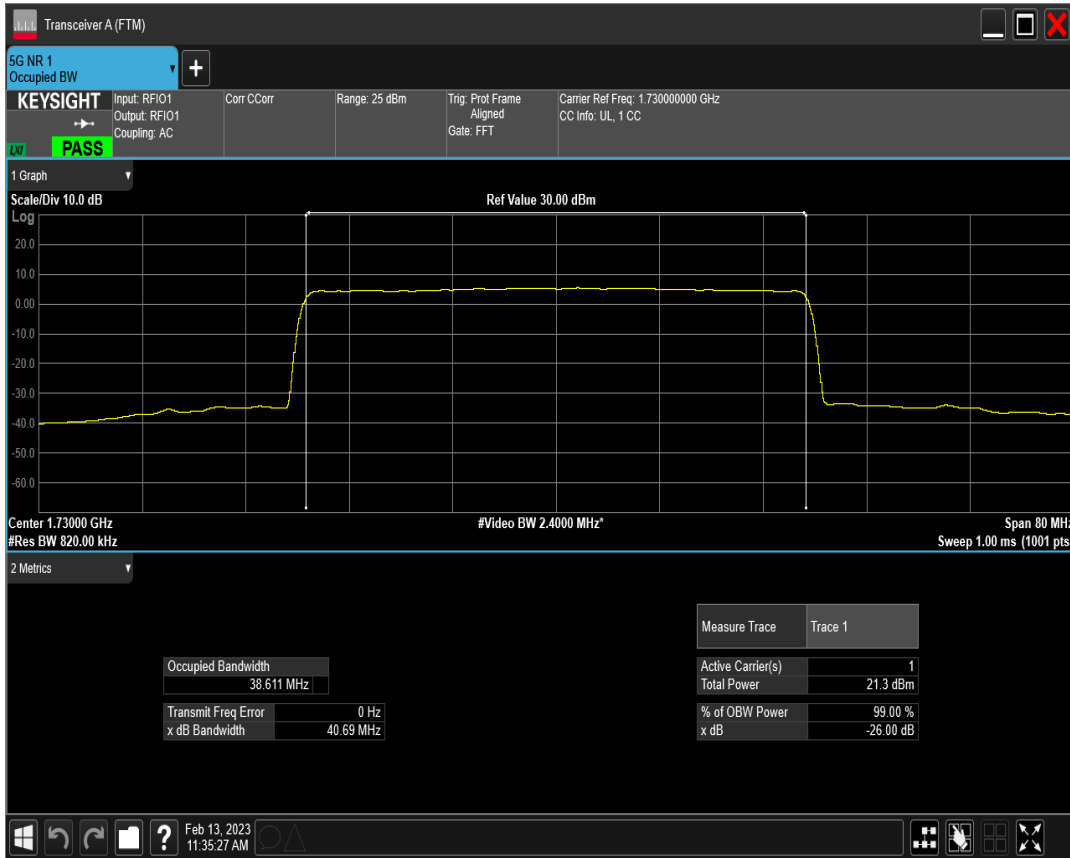 Transceiver A (FTM)
5G NR 1
Occupied BW
+
KEYSIGHT
LXI
PASS
Input: RFIO1
Output: RFIO1
Coupling: AC
Corr CCorr
Range: 25 dBm
Trig: Prot Frame
Aligned
Gate: FFT
Carrier Ref Freq: 1.730000000 GHz
CC Info: UL, 1 CC
1 Graph
Scale/Div 10.0 dB
Ref Value 30.00 dBm
Log
20.0
10.0
0.00
-10.0
-20.0
-30.0
-40.0
-50.0
-60.0
Center 1.73000 GHz
#Video BW 2.4000 MHz*
Span 80 MHz
#Res BW 820.00 kHz
Sweep 1.00 ms (1001 pts
2 Metrics
Measure Trace Trace 1
Occupied Bandwidth
38.611 MHz
Active Carrier(s) 1
Total Power 21.3 dBm
Transmit Freq Error 0 Hz
x dB Bandwidth 40.69 MHz
% of OBW Power 99.00 %
x dB -26.00 dB
?
Feb 13, 2023
11:35:27 AM